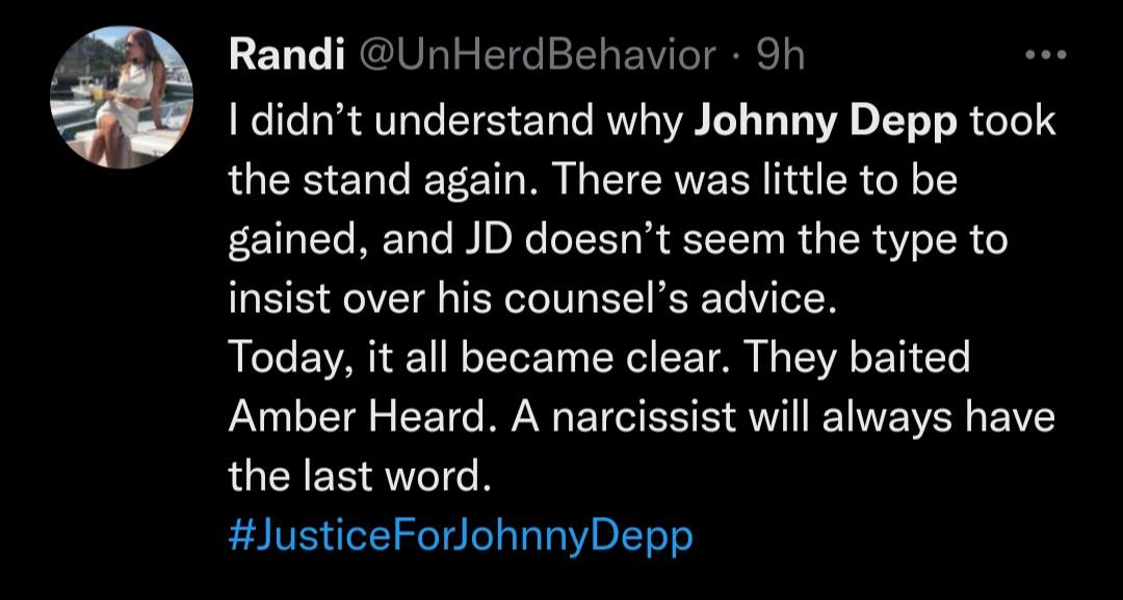 Randi @UnHerdBehavior · 9h
I didn’t understand why Johnny Depp took
the stand again. There was little to be
gained, and JD doesn’t seem the type to
insist over his counsel’s advice.
Today, it all became clear. They baited
Amber Heard. A narcissist will always have
the last word.
#JusticeForJohnnyDepp